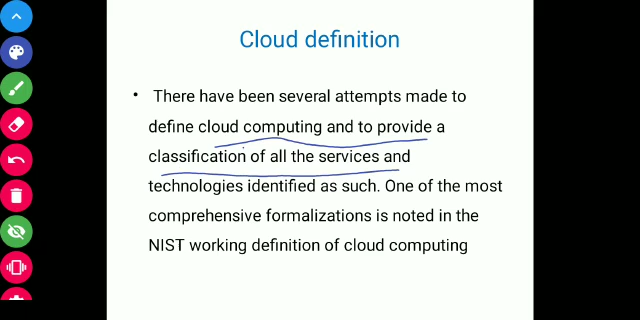 Cloud definition
• There have been several attempts made to
define cloud computing and to provide a
classification of all the services and
technologies identified as such. One of the most
comprehensive formalizations is noted in the
NIST working definition of cloud computing